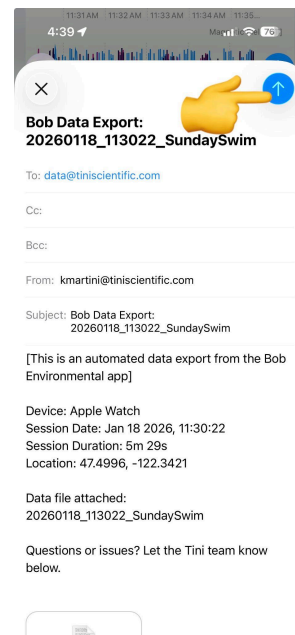 11:31 AM 11:32 AM 11:33 AM 11:34 AM 11:35...
4:39
76
Bob Data Export:
20260118_113022_SundaySwim
To: data@tiniscientific.com
Cc:
Bcc:
From: kmartini@tiniscientific.com
Subject: Bob Data Export:
20260118_113022_SundaySwim
[This is an automated data export from the Bob
Environmental app]
Device: Apple Watch
Session Date: Jan 18 2026, 11:30:22
Session Duration: 5m 29s
Location: 47.4996, -122.3421
Data file attached:
20260118_113022_SundaySwim
Questions or issues? Let the Tini team know
below.